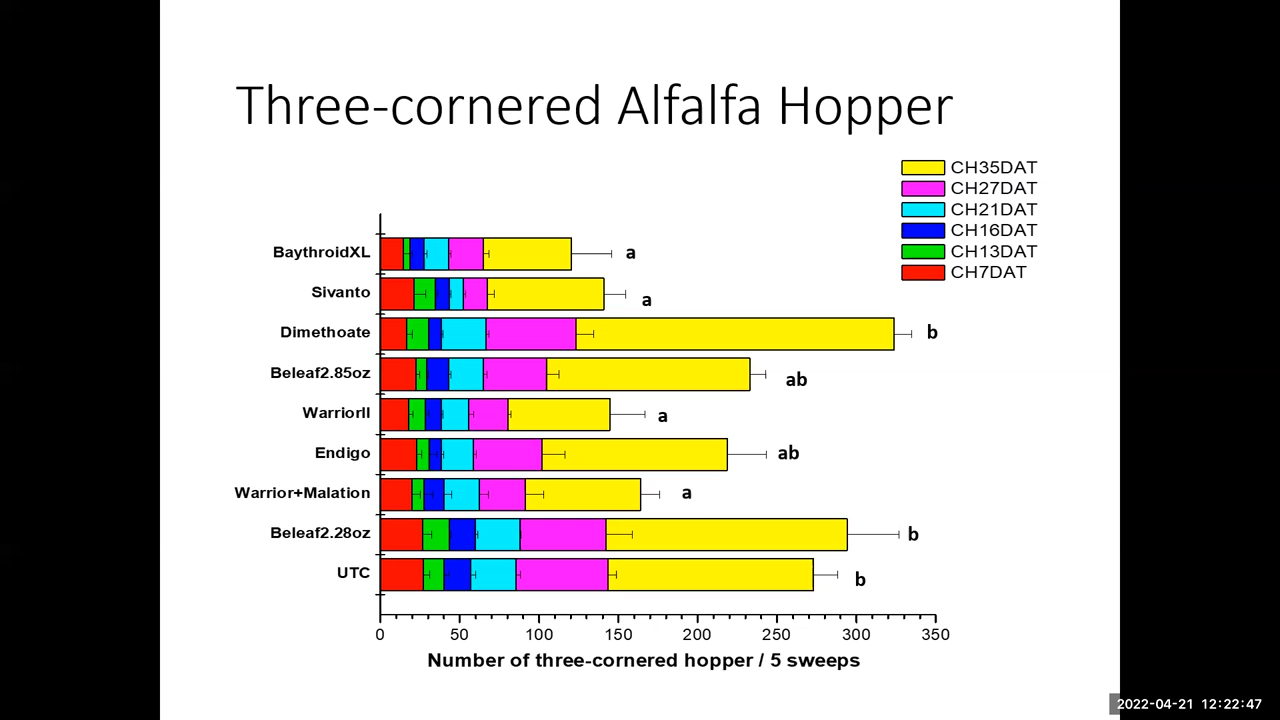 Three-cornered Alfalfa Hopper
CH35DAT
CH27DAT
CH21DAT
CH16DAT
CH13DAT
CH7DAT
BaythroidXL a
Sivanto a
Dimethoate b
Beleaf2.85oz ab
WarriorII a
Endigo ab
Warrior+Malation a
Beleaf2.28oz b
UTC b
0 50 100 150 200 250 300 350
Number of three-cornered hopper / 5 sweeps
2022-04-21 12:22:47